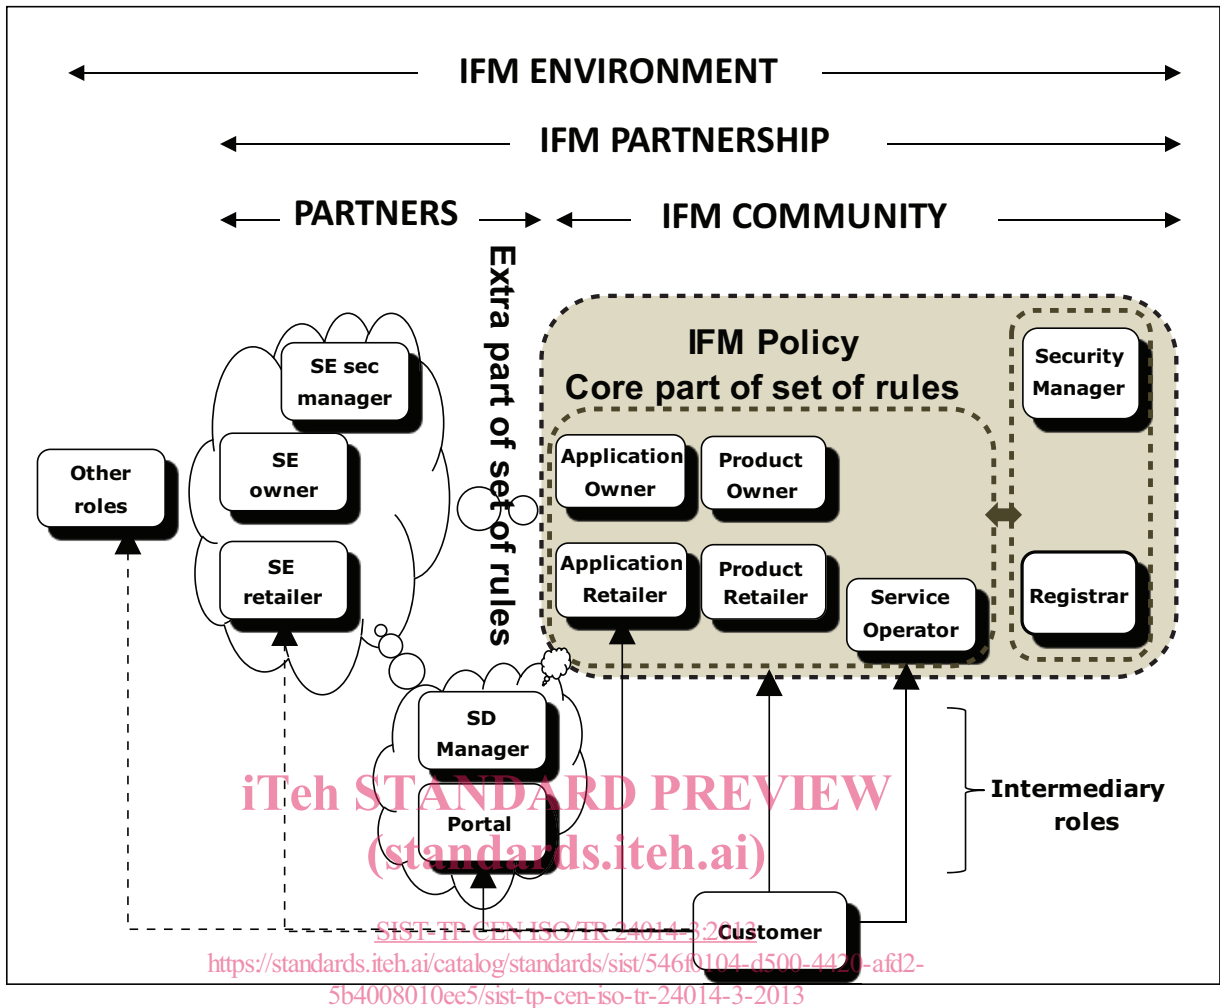 IFM ENVIRONMENT
IFM PARTNERSHIP
PARTNERS
IFM COMMUNITY
Extra part of set of rules
IFM Policy
Core part of set of rules
SE sec
manager
SE
owner
SE
retailer
Other
roles
Application
Owner
Product
Owner
Application
Retailer
Product
Retailer
Service
Operator
Security
Manager
Registrar
SD
Manager
Portal
Intermediary
roles
Customer
iTeh STANDARD PREVIEW
(standards.iteh.ai)
SIST-TP CEN ISO/TR 24014-3:2013
https://standards.iteh.ai/catalog/standards/sist/546f0104-d500-4420-afd2-
5b4008010ee5/sist-tp-cen-iso-tr-24014-3-2013